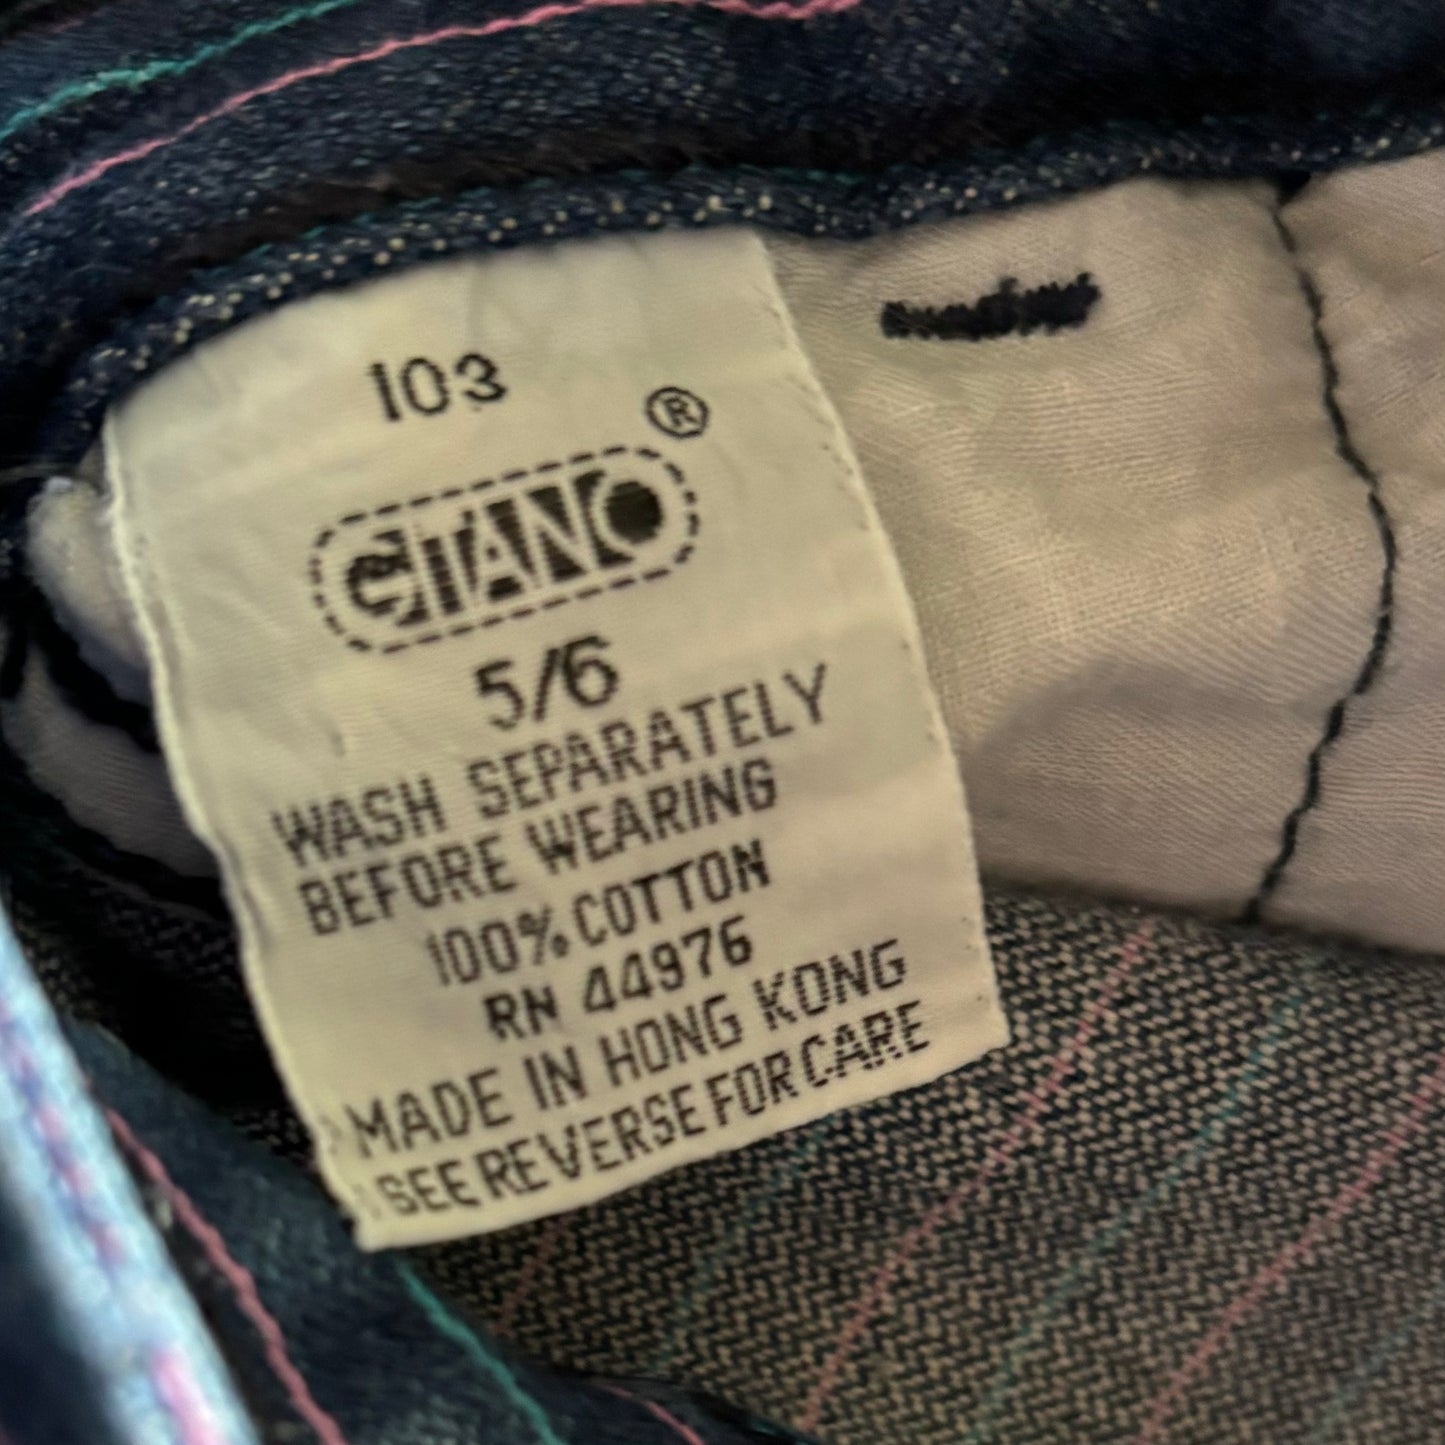 103
®
GITANO
5/6
WASH SEPARATELY
BEFORE WEARING
100% COTTON
RN 44976
MADE IN HONG KONG
SEE REVERSE FOR CARE